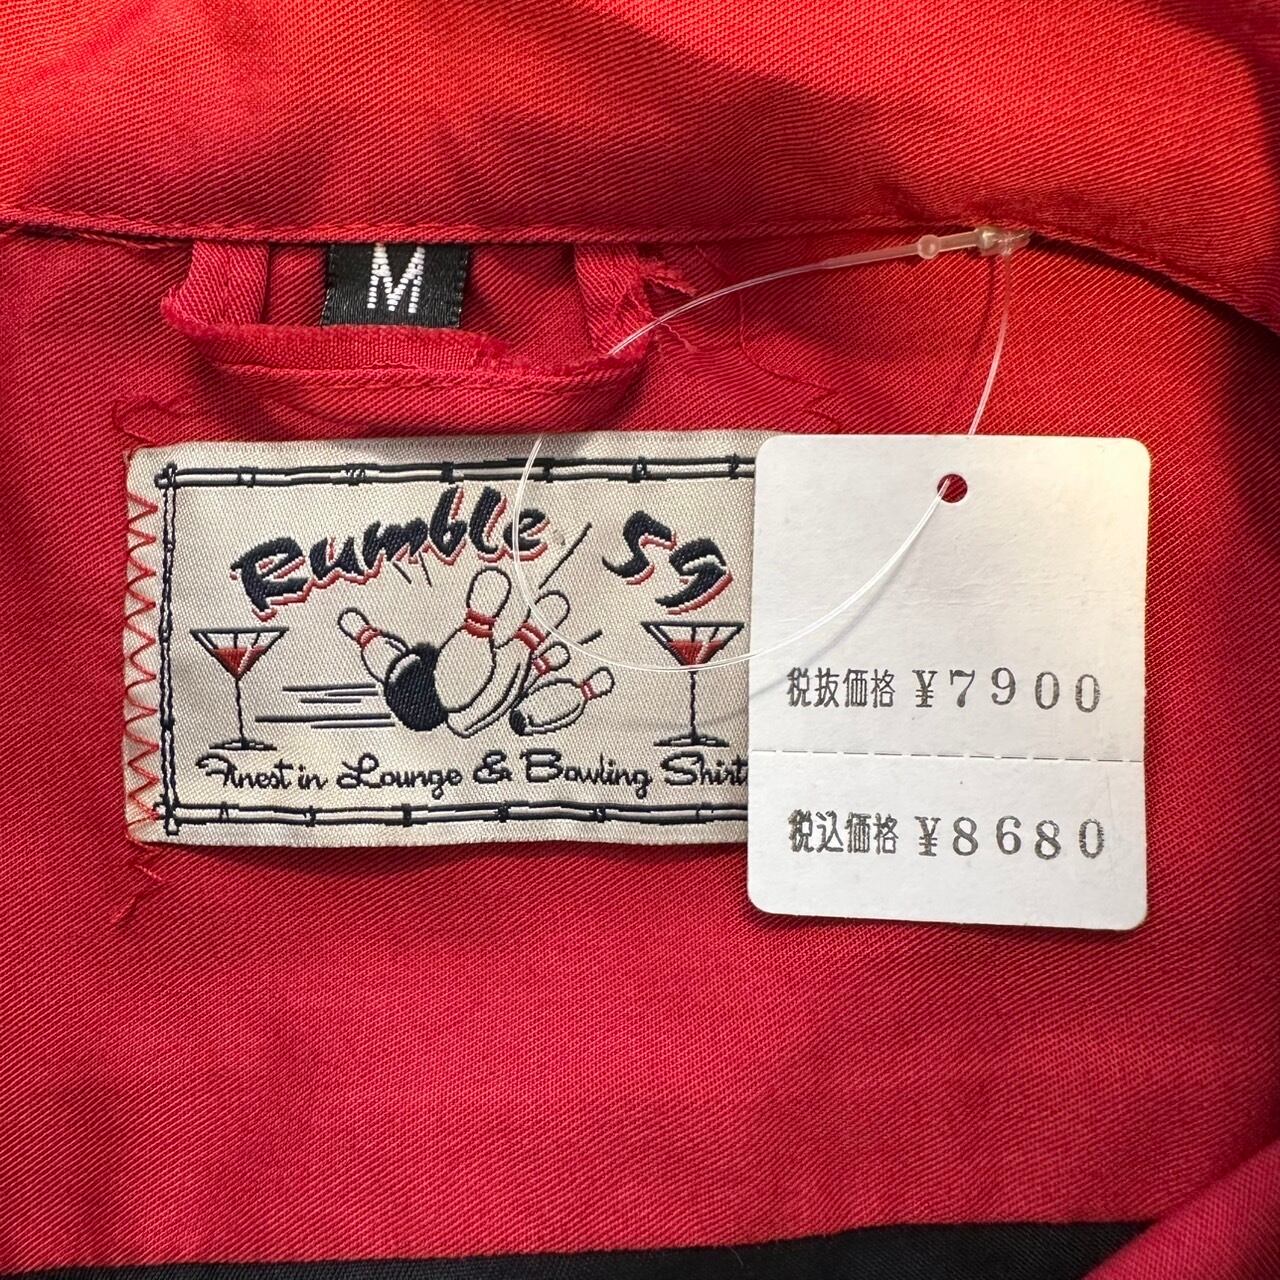 M
Rumble 59
Finest in Lounge & Bowling Shirts
税抜価格 ¥7900
税込価格 ¥8680